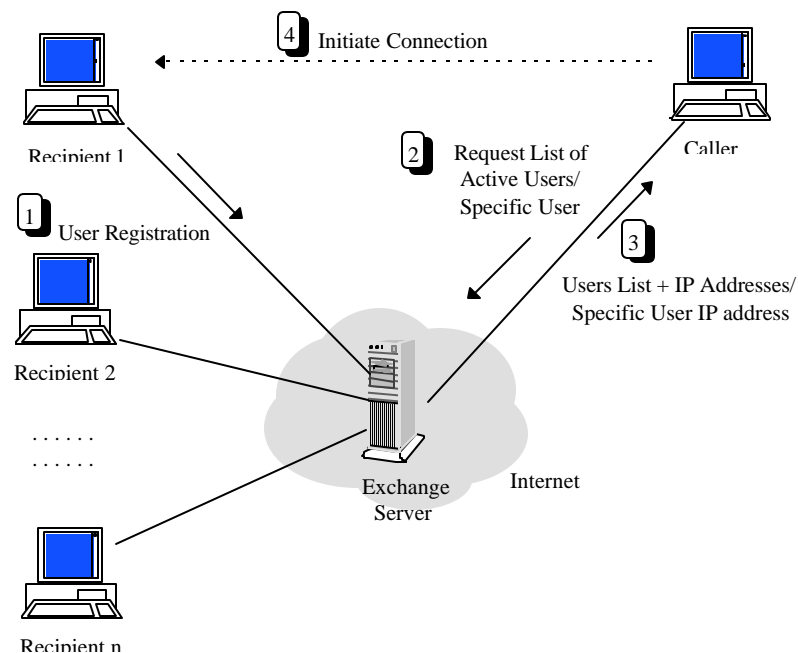 4
Initiate Connection
Recipient 1
Caller
2
Request List of
Active Users/
Specific User
1
User Registration
3
Users List + IP Addresses/
Specific User IP address
Recipient 2
. . . . . .
. . . . . .
Exchange
Server
Internet
Recipient n